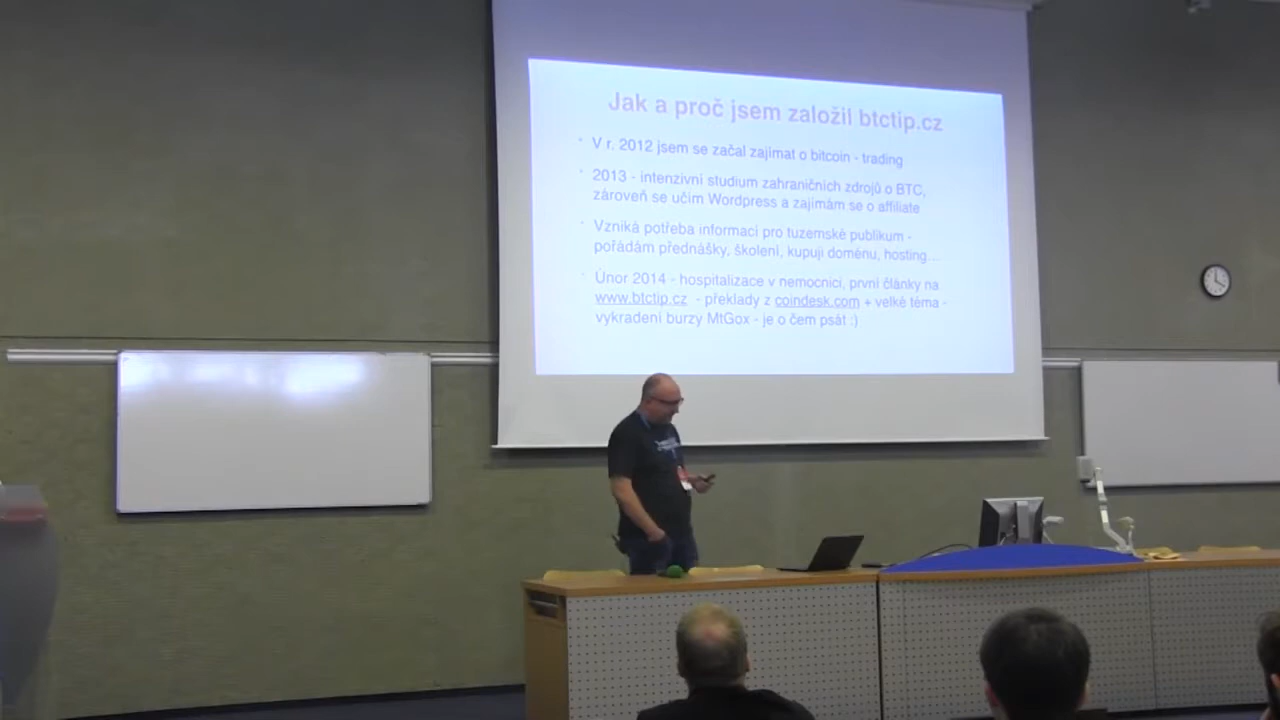 Jak a proč jsem založil btctip.cz
V r. 2012 jsem se začal zajímat o bitcoin - trading
2013 - intenzivní studium zahraničních zdrojů o BTC,
zároveň se učím Wordpress a zajímám se o affiliate
Vzniká potřeba informací pro tuzemské publikum -
pořádám přednášky, školení, kupuji doménu, hosting…
Únor 2014 - hospitalizace v nemocnici, první články na
www.btctip.cz - překlady z coindesk.com + velké téma -
vykradení burzy MtGox - je o čem psát :)